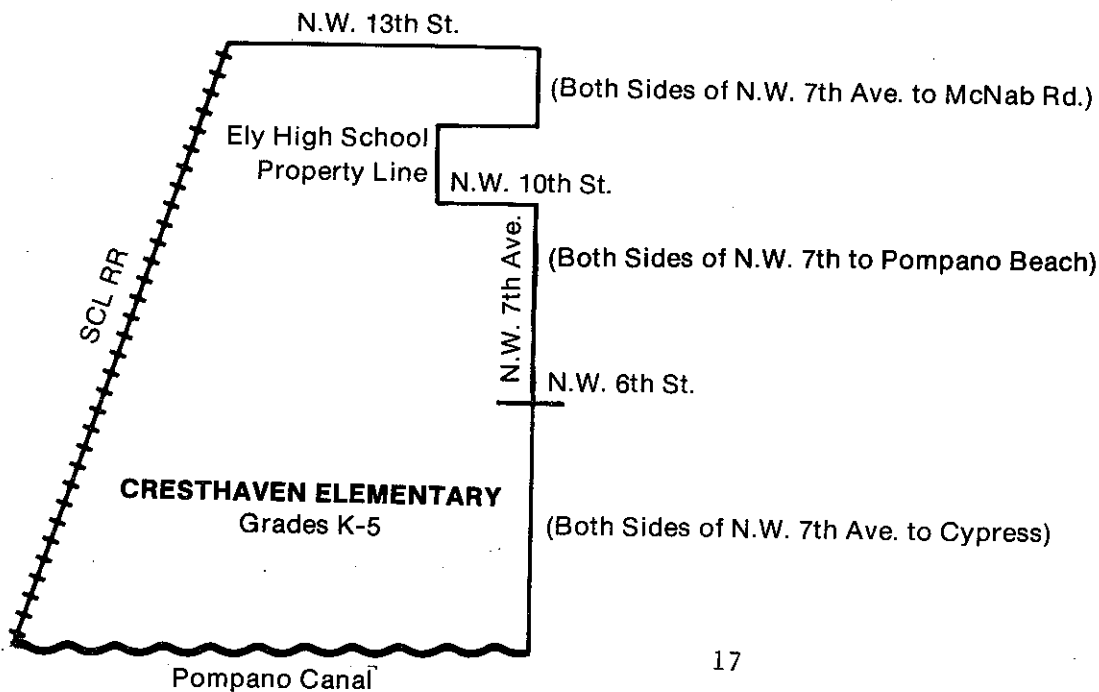 N.W. 13th St.
(Both Sides of N.W. 7th Ave. to McNab Rd.)
Ely High School
Property Line
N.W. 10th St.
SCL RR
N.W. 7th Ave.
(Both Sides of N.W. 7th to Pompano Beach)
N.W. 6th St.
CRESTHAVEN ELEMENTARY
Grades K-5
(Both Sides of N.W. 7th Ave. to Cypress)
Pompano Canal
17